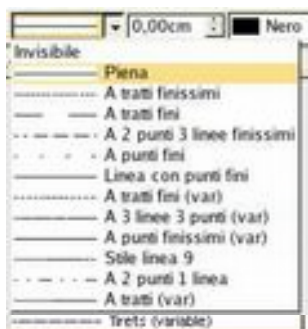 0,00cm Nero
Invisibile
Piena
A tratti finissimi
A tratti fini
A 2 punti 3 linee finissimi
A punti fini
Linea con punti fini
A tratti fini (var)
A 3 linee 3 punti (var)
A punti finissimi (var)
Stile linea 9
A 2 punti 1 linea
A tratti (var)
Tirets (variable)